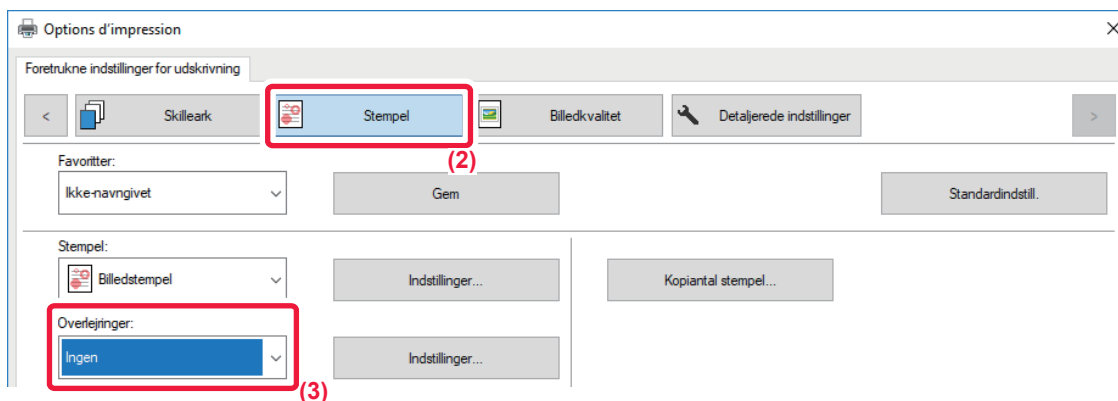 Options d'impression
Foretrukne indstillinger for udskrivning
< Skilleark Stempel Billedkvalitet Detaljerede indstillinger >
(2)
Favoritter:
Ikke-navngivet Gem Standardindstill.
Stempel:
Billedstempel Indstillinger... Kopiantal stempel...
Overlejringer:
Ingen Indstillinger...
(3)